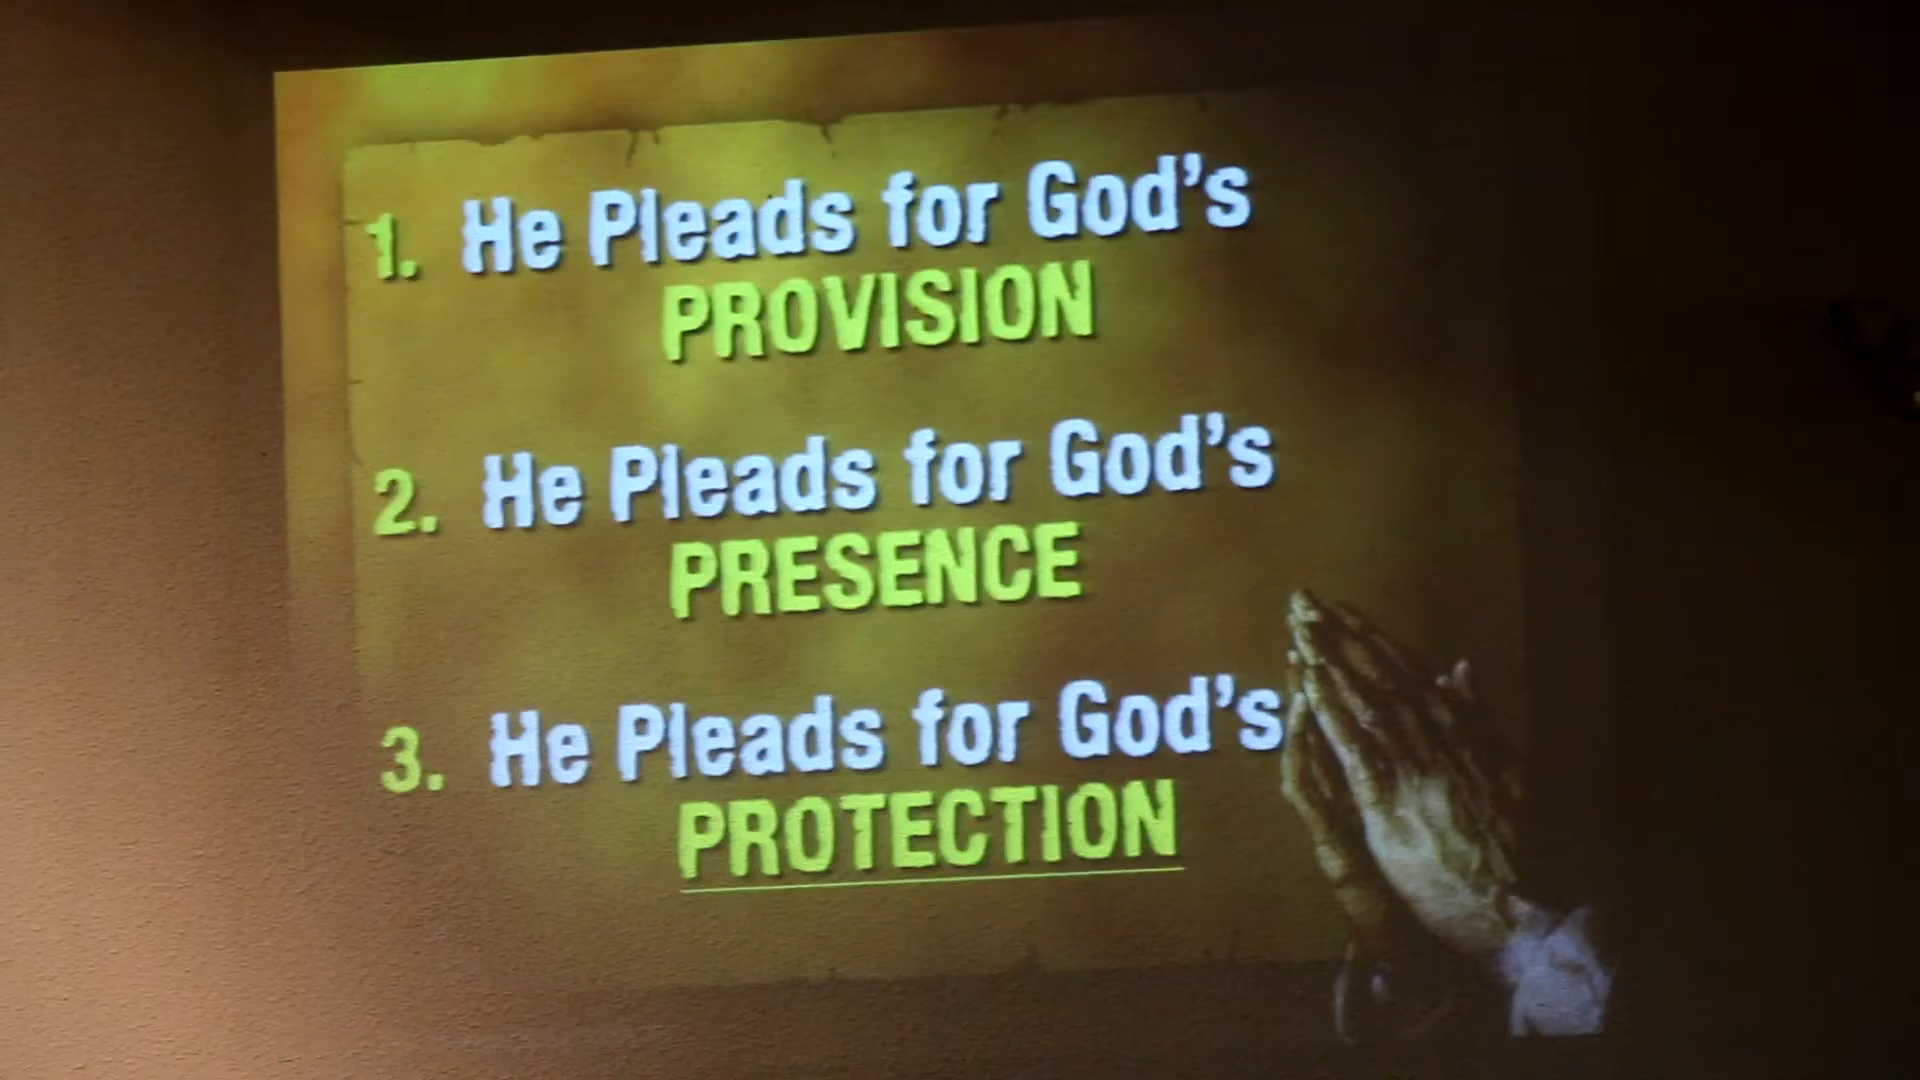 1. He Pleads for God's
PROVISION
2. He Pleads for God's
PRESENCE
3. He Pleads for God's
PROTECTION